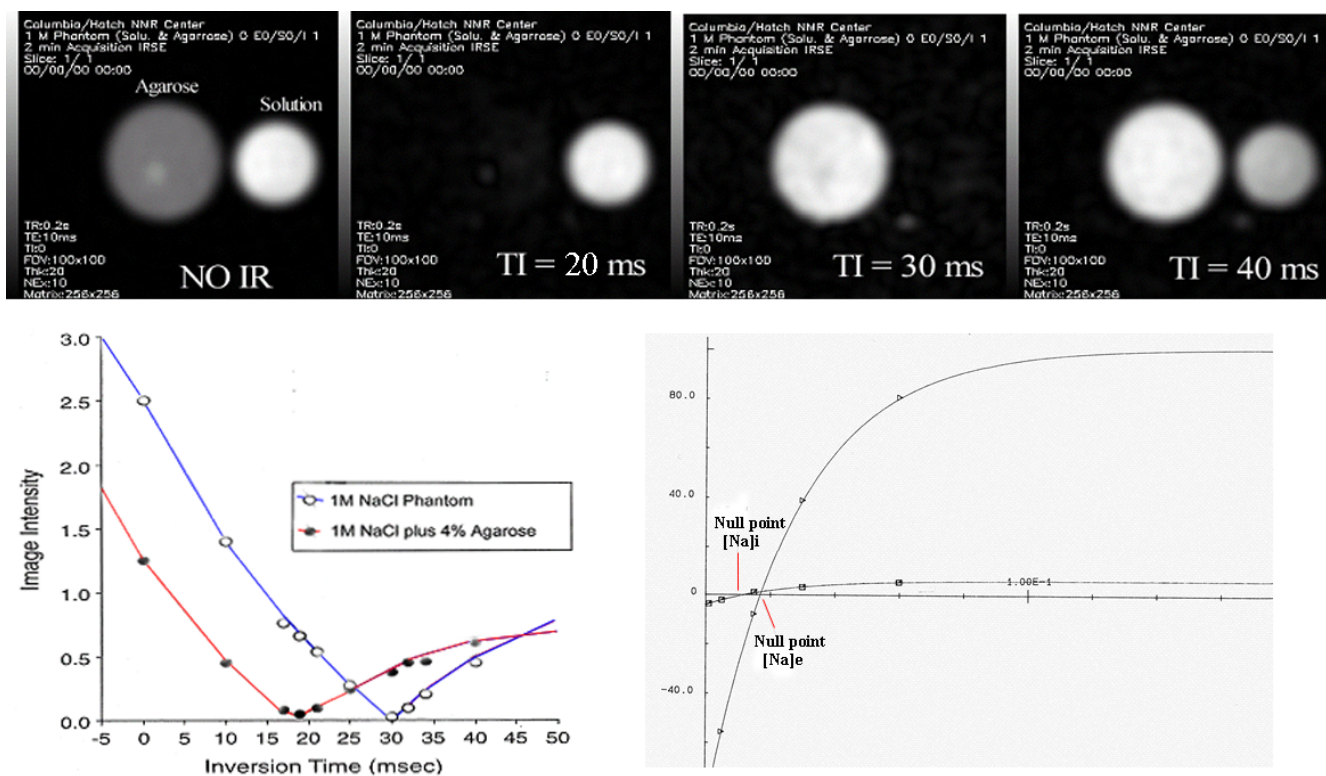 Columbia/Hatch NMR Center
1 M Phantom (Solu. & Agarrose) 0 E0/S0/I 1
2 min Acquisition IRSE
Slice: 1/ 1
00/00/00 00:00
Agarose
Solution
TR:0.2s
TE:10ms
TI:0
FOV:100x100
Thk:20
NEx:10
Matrix:256x256
NO IR
Columbia/Hatch NMR Center
1 M Phantom (Solu. & Agarrose) 0 E0/S0/I 1
2 min Acquisition IRSE
Slice: 1/ 1
00/00/00 00:00
TR:0.2s
TE:10ms
TI:0
FOV:100x100
Thk:20
NEx:10
Matrix:256x256
TI = 20 ms
Columbia/Hatch NMR Center
1 M Phantom (Solu. & Agarrose) 0 E0/S0/I 1
2 min Acquisition IRSE
Slice: 1/ 1
00/00/00 00:00
TR:0.2s
TE:10ms
TI:0
FOV:100x100
Thk:20
NEx:10
Matrix:256x256
TI = 30 ms
Columbia/Hatch NMR Center
1 M Phantom (Solu. & Agarrose) 0 E0/S0/I 1
2 min Acquisition IRSE
Slice: 1/ 1
00/00/00 00:00
TR:0.2s
TE:10ms
TI:0
FOV:100x100
Thk:20
NEx:10
Matrix:256x256
TI = 40 ms
3.0
2.5
2.0
1.5
1.0
0.5
0.0
Image Intensity
1M NaCl Phantom
1M NaCl plus 4% Agarose
-5 0 5 10 15 20 25 30 35 40 45 50
Inversion Time (msec)
80.0
40.0
0
-40.0
Null point
[Na]i
1.00E-1
Null point
[Na]e